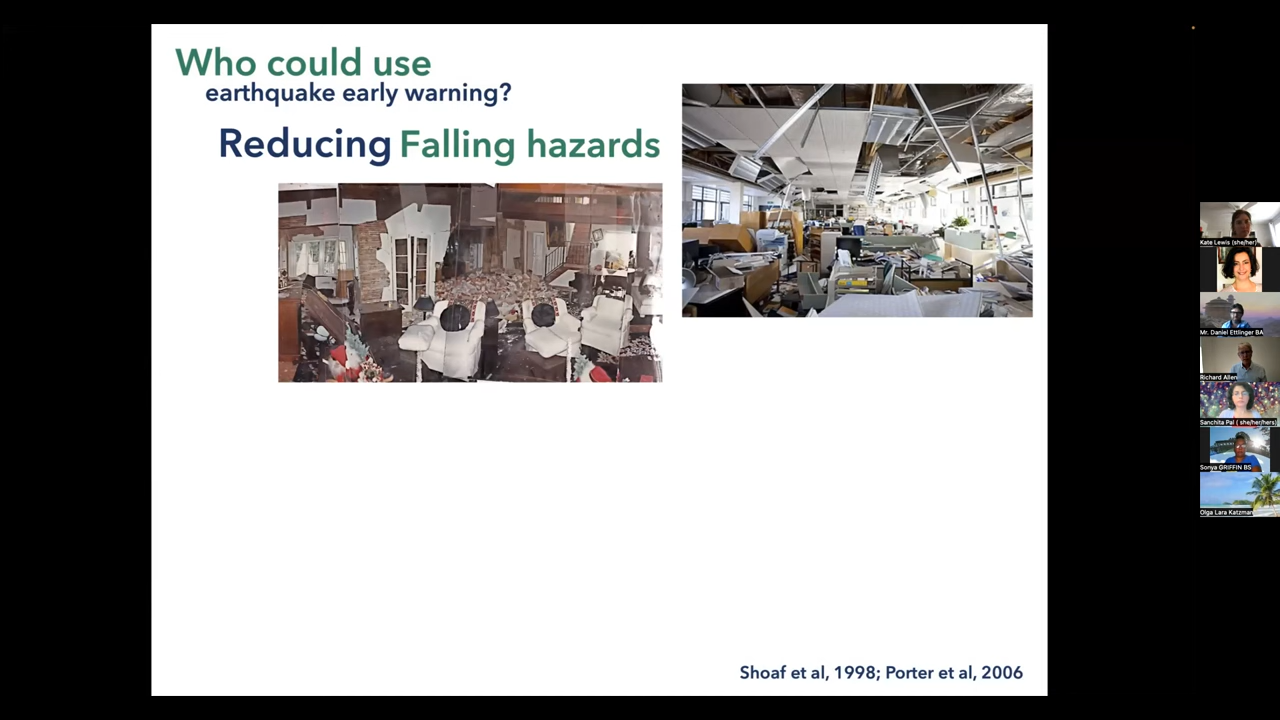 Who could use
earthquake early warning?
Reducing Falling hazards
Shoaf et al, 1998; Porter et al, 2006
Kate Lewis (she/her)
Mr. Daniel Ettlinger BA
Richard Allen
Sanchita Pal ( she/her/hers)
Sonya GRIFFIN BS
Olga Lara Katzman